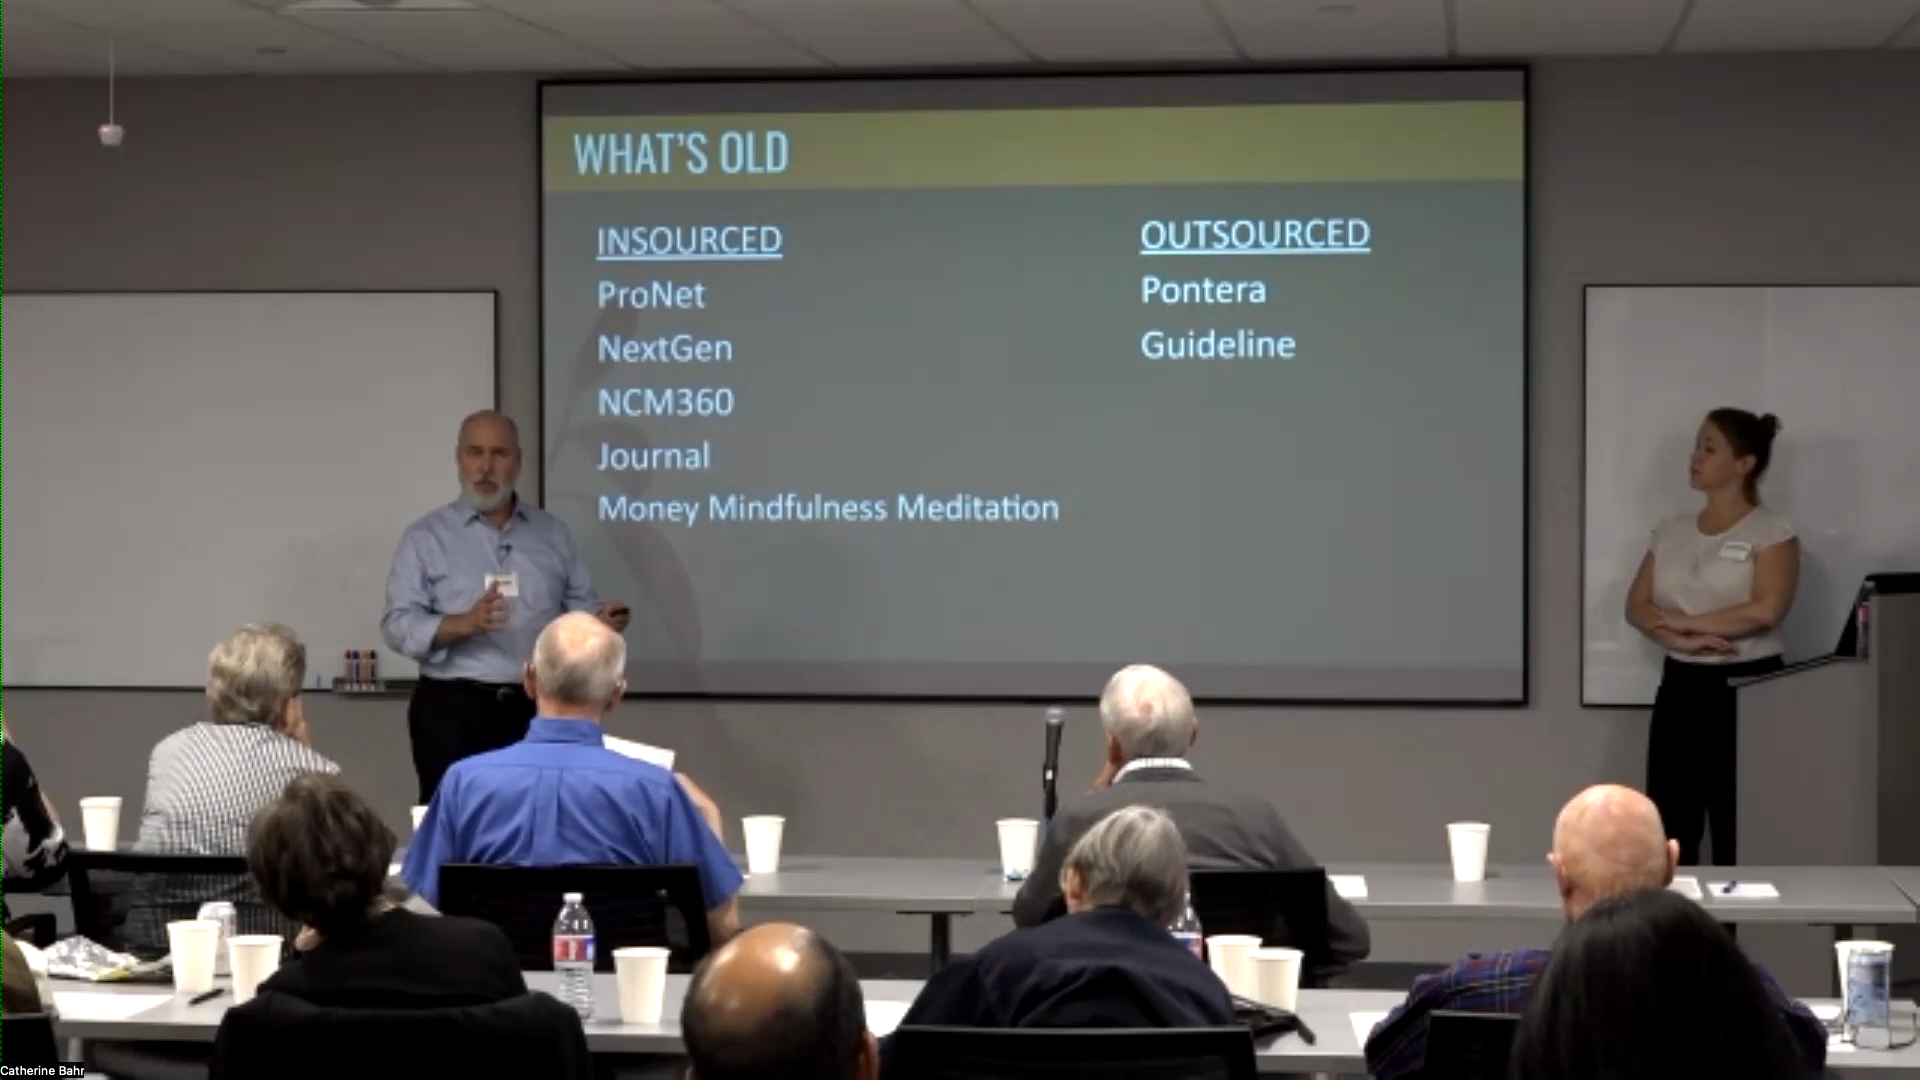 WHAT'S OLD
INSOURCED
ProNet
NextGen
NCM360
Journal
Money Mindfulness Meditation
OUTSOURCED
Pontera
Guideline
Catherine Bahr